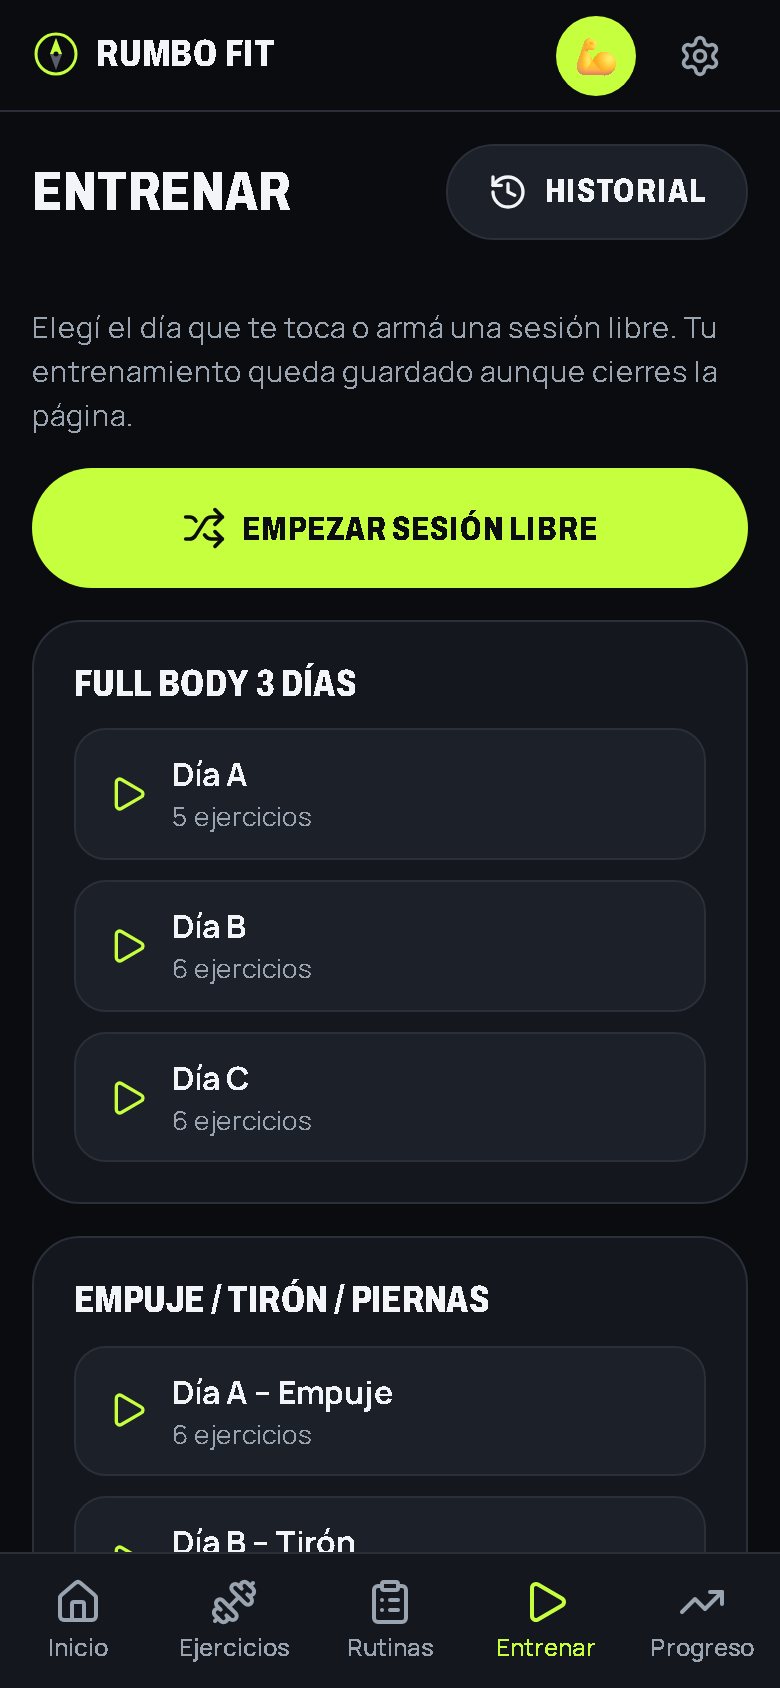 RUMBO FIT
ENTRENAR
HISTORIAL
Elegí el día que te toca o armá una sesión libre. Tu
entrenamiento queda guardado aunque cierres la
página.
EMPEZAR SESIÓN LIBRE
FULL BODY 3 DÍAS
Día A
5 ejercicios
Día B
6 ejercicios
Día C
6 ejercicios
EMPUJE / TIRÓN / PIERNAS
Día A – Empuje
6 ejercicios
Día B – Tirón
Inicio
Ejercicios
Rutinas
Entrenar
Progreso